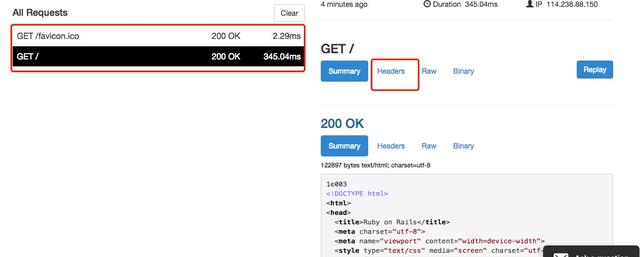 All Requests
Clear
GET /favicon.ico 200 OK 2.29ms
GET / 200 OK 345.04ms
4 minutes ago Duration 345.04ms IP 114.236.88.150
GET /
Summary Headers Raw Binary Replay
200 OK
Summary Headers Raw Binary
122897 bytes text/html; charset=utf-8
1e003
<!DOCTYPE html>
<html>
<head>
<title>Ruby on Rails</title>
<meta charset="utf-8">
<meta name="viewport" content="width=device-width">
<style type="text/css" media="screen" charset="utf-